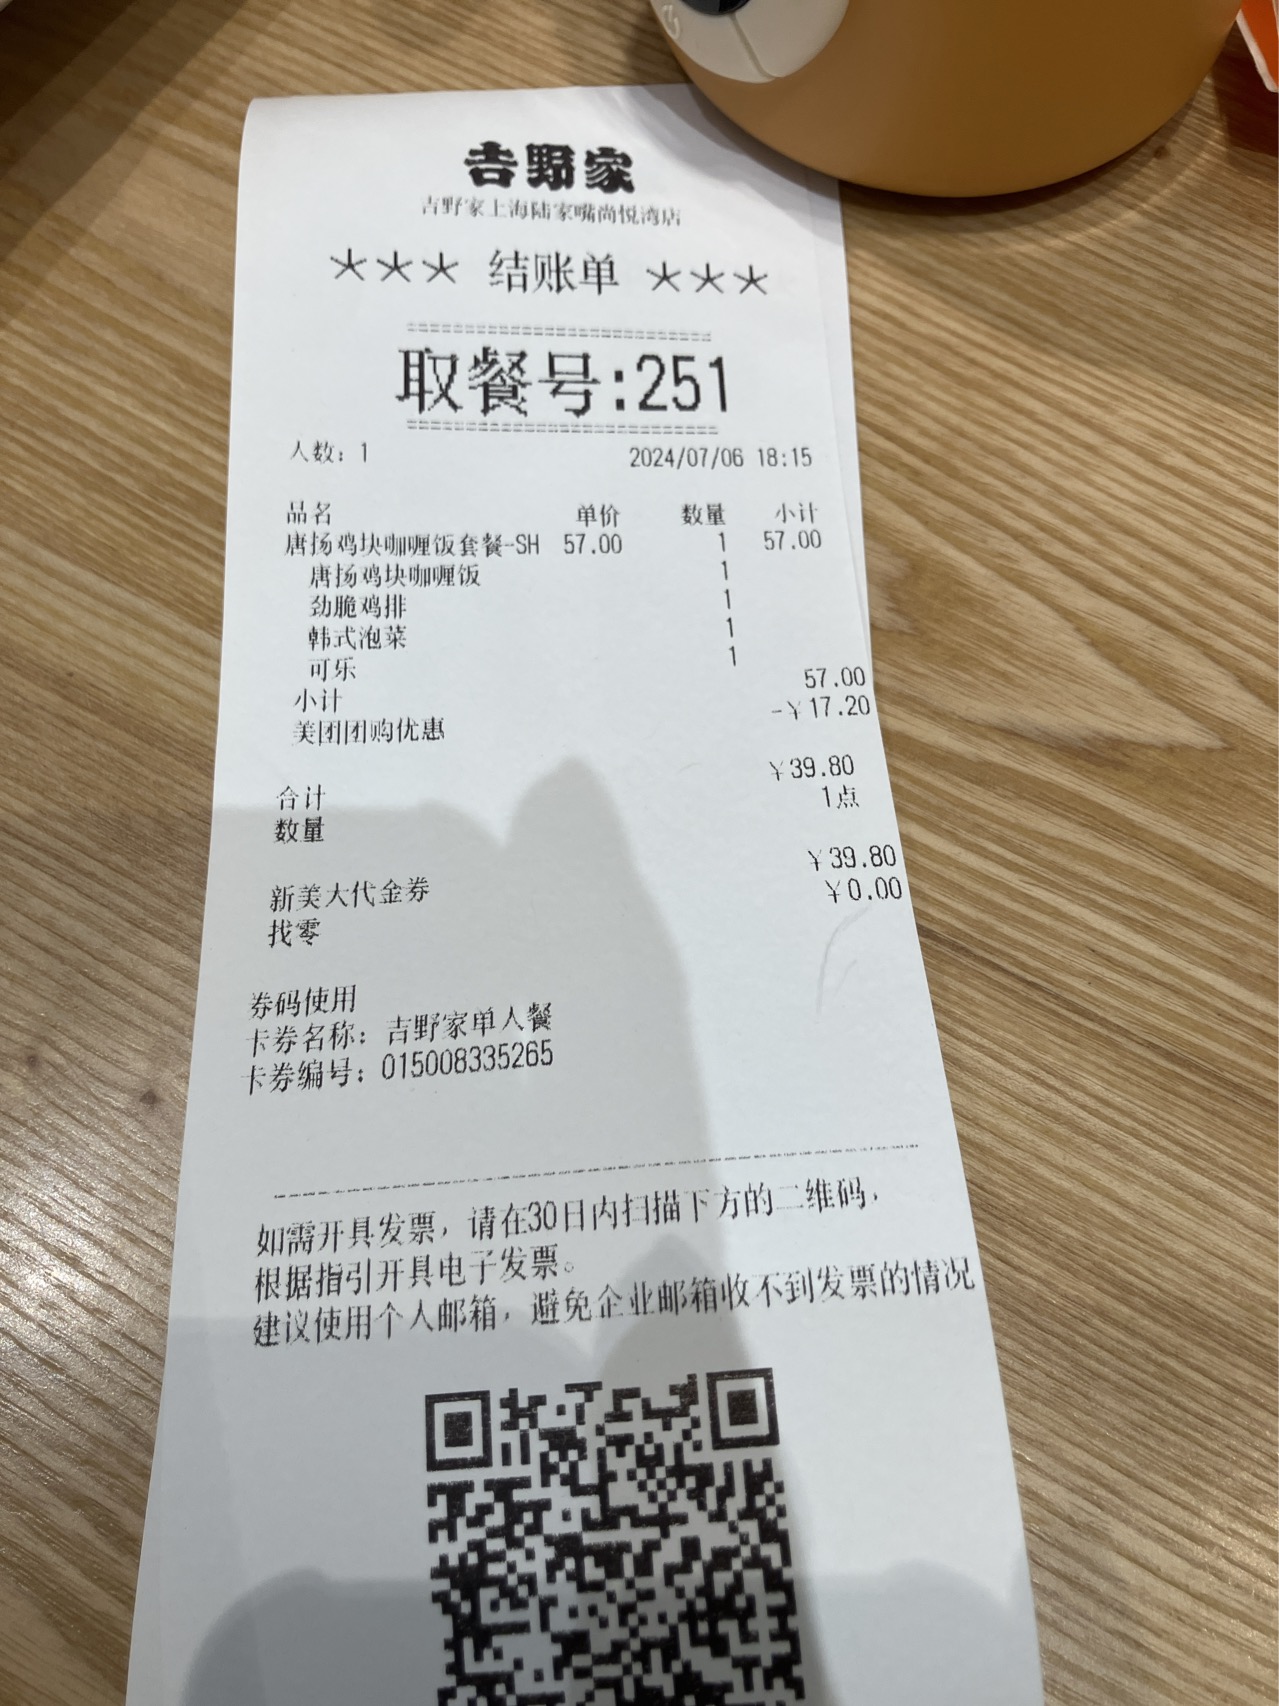 吉野家
吉野家上海陆家嘴尚悦湾店
*** 结账单 ***
取餐号:251
人数: 1 2024/07/06 18:15
品名 单价 数量 小计
唐扬鸡块咖喱饭套餐-SH 57.00 1 57.00
唐扬鸡块咖喱饭 1
劲脆鸡排 1
韩式泡菜 1
可乐 1
小计 57.00
美团团购优惠 -¥17.20
合计 ¥39.80
数量 1点
新美大代金券 ¥39.80
找零 ¥0.00
券码使用
卡券名称: 吉野家单人餐
卡券编号: 015008335265
如需开具发票, 请在30日内扫描下方的二维码,
根据指引开具电子发票。
建议使用个人邮箱, 避免企业邮箱收不到发票的情况